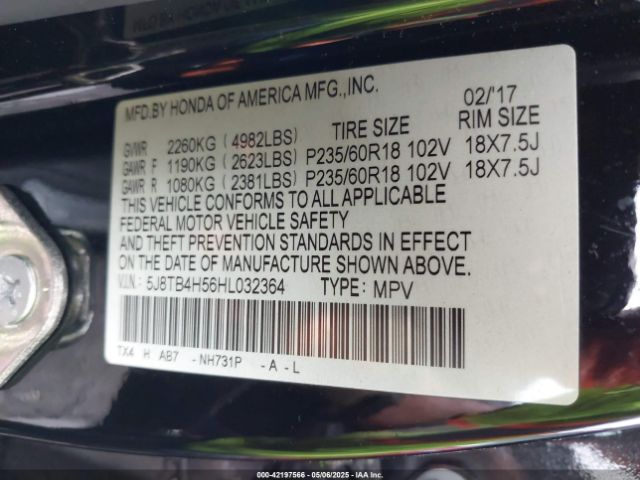 MFD.BY HONDA OF AMERICA MFG.,INC. 02/'17
TIRE SIZE RIM SIZE
GVWR 2260KG (4982LBS)
GAWR F 1190KG (2623LBS) P235/60R18 102V 18X7.5J
GAWR R 1080KG (2381LBS) P235/60R18 102V 18X7.5J
THIS VEHICLE CONFORMS TO ALL APPLICABLE
FEDERAL MOTOR VEHICLE SAFETY
AND THEFT PREVENTION STANDARDS IN EFFECT
ON THE DATE OF MANUFACTURE SHOWN ABOVE.
V.I.N.: 5J8TB4H56HL032364 TYPE: MPV
TX4 H AB7 - NH731P - A - L
000-42197566 - 05/06/2025 - IAA Inc.